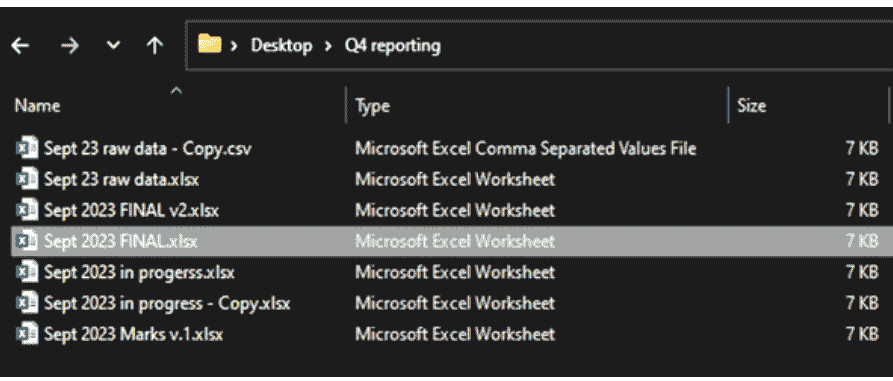 Desktop > Q4 reporting
Name Type Size
Sept 23 raw data - Copy.csv Microsoft Excel Comma Separated Values File 7 KB
Sept 23 raw data.xlsx Microsoft Excel Worksheet 7 KB
Sept 2023 FINAL v2.xlsx Microsoft Excel Worksheet 7 KB
Sept 2023 FINAL.xlsx Microsoft Excel Worksheet 7 KB
Sept 2023 in progerss.xlsx Microsoft Excel Worksheet 7 KB
Sept 2023 in progress - Copy.xlsx Microsoft Excel Worksheet 7 KB
Sept 2023 Marks v.1.xlsx Microsoft Excel Worksheet 7 KB